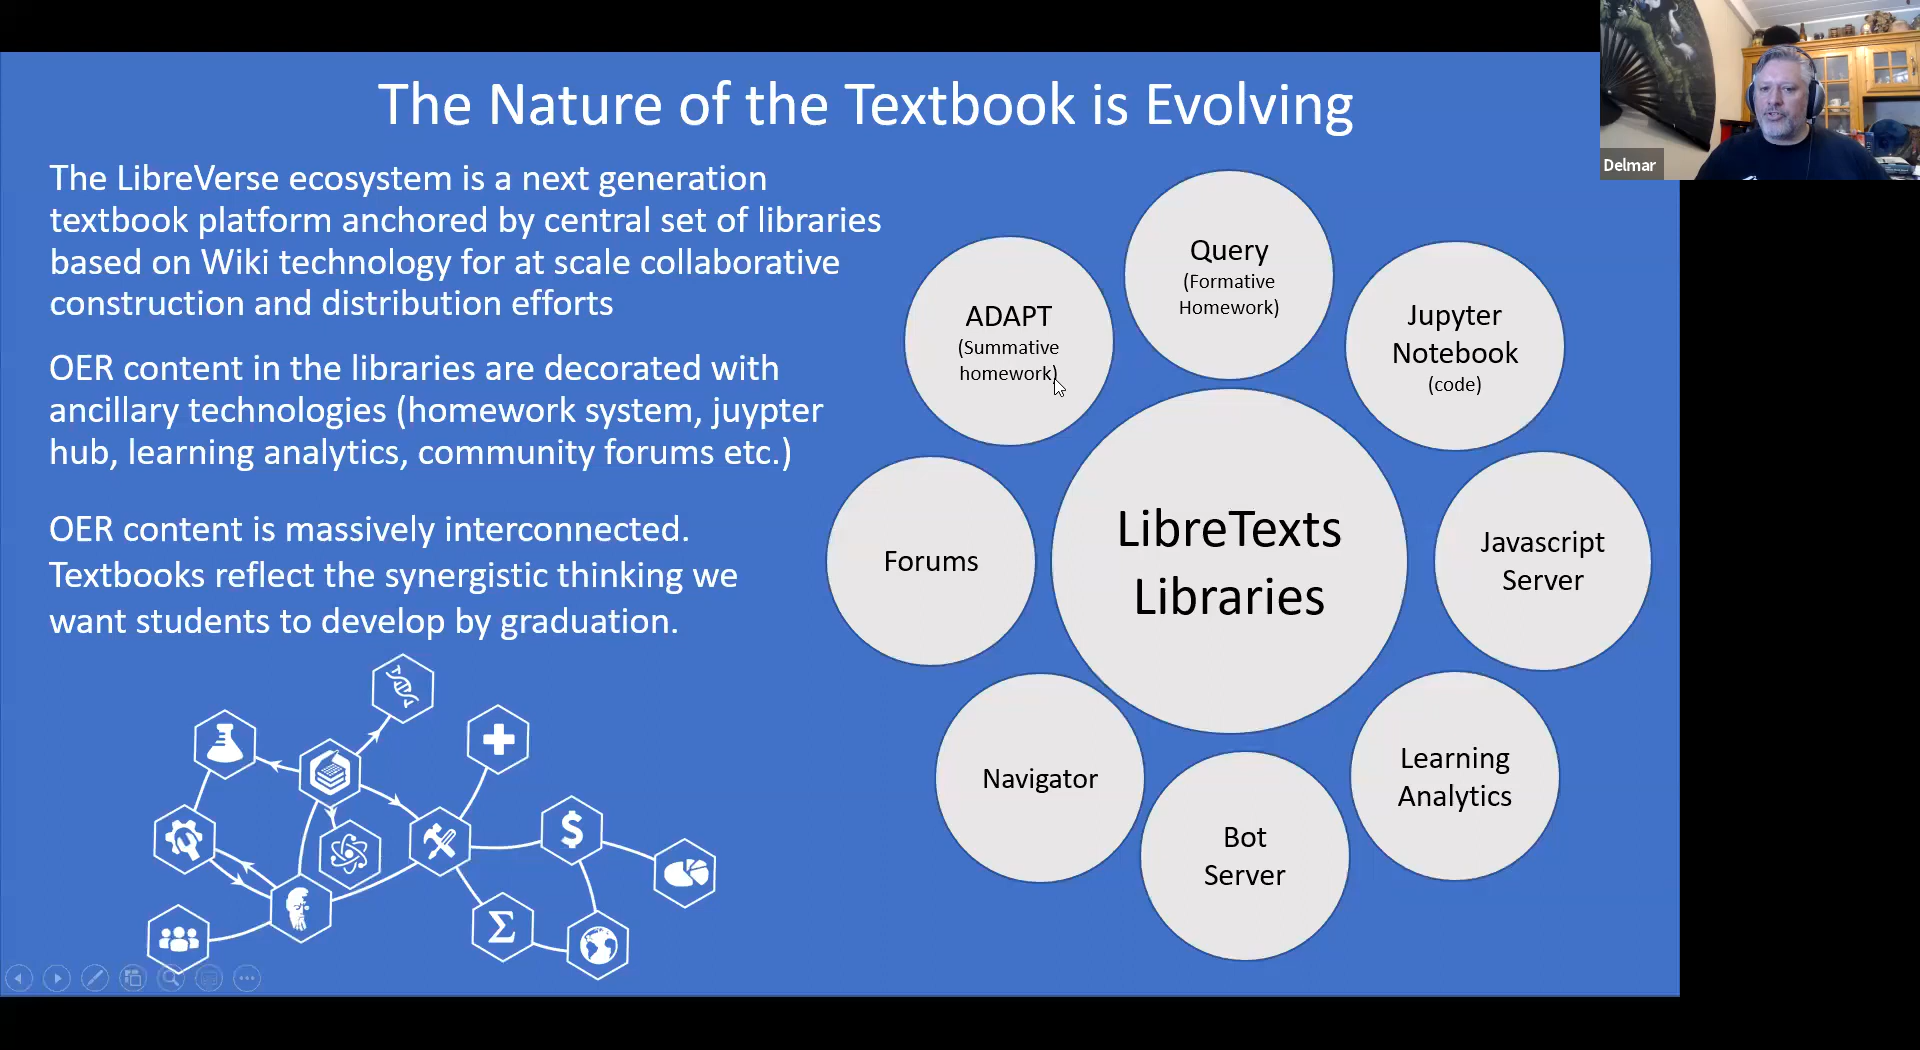 The Nature of the Textbook is Evolving
Delmar
The LibreVerse ecosystem is a next generation
textbook platform anchored by central set of libraries
based on Wiki technology for at scale collaborative
construction and distribution efforts
OER content in the libraries are decorated with
ancillary technologies (homework system, juypter
hub, learning analytics, community forums etc.)
OER content is massively interconnected.
Textbooks reflect the synergistic thinking we
want students to develop by graduation.
Query
(Formative
Homework)
ADAPT
(Summative
homework)
Jupyter
Notebook
(code)
Forums
LibreTexts
Libraries
Javascript
Server
Navigator
Learning
Analytics
Bot
Server
$
Σ